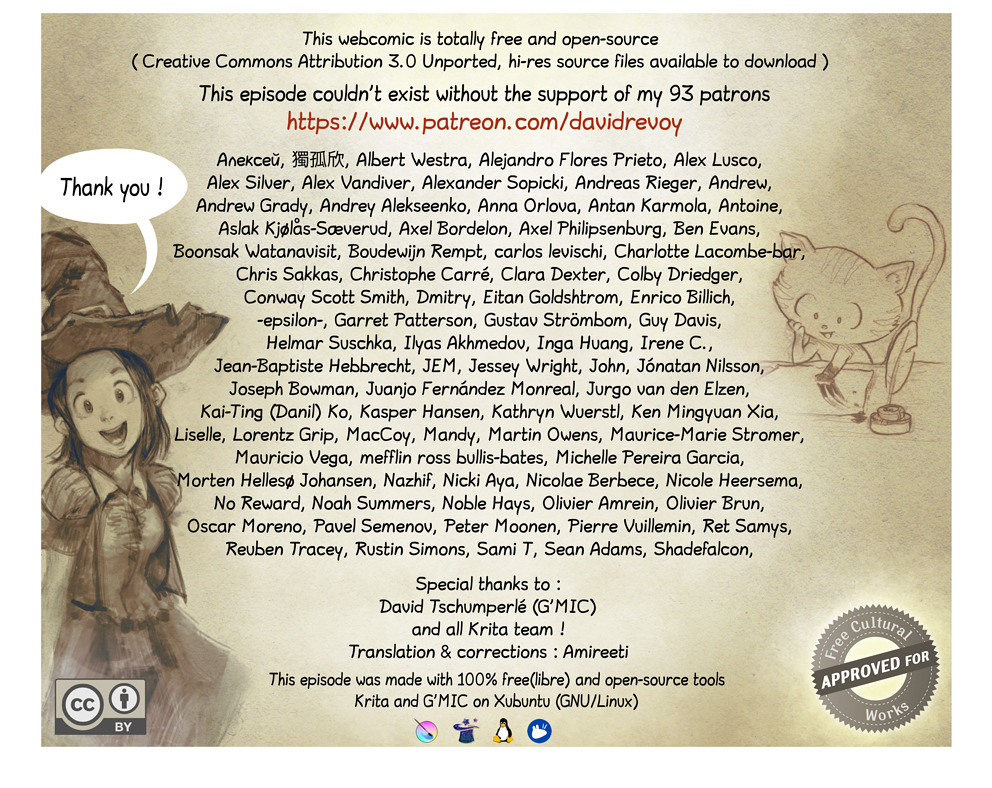 This webcomic is totally free and open-source
( Creative Commons Attribution 3.0 Unported, hi-res source files available to download )
This episode couldn't exist without the support of my 93 patrons
https://www.patreon.com/davidrevoy
Thank you !
Алексей, 獨孤欣, Albert Westra, Alejandro Flores Prieto, Alex Lusco,
Alex Silver, Alex Vandiver, Alexander Sopicki, Andreas Rieger, Andrew,
Andrew Grady, Andrey Alekseenko, Anna Orlova, Antan Karmola, Antoine,
Aslak Kjølås-Sæverud, Axel Bordelon, Axel Philipsenburg, Ben Evans,
Boonsak Watanavisit, Boudewijn Rempt, carlos levischi, Charlotte Lacombe-bar,
Chris Sakkas, Christophe Carré, Clara Dexter, Colby Driedger,
Conway Scott Smith, Dmitry, Eitan Goldshtrom, Enrico Billich,
-epsilon-, Garret Patterson, Gustav Strömbom, Guy Davis,
Helmar Suschka, Ilyas Akhmedov, Inga Huang, Irene C.,
Jean-Baptiste Hebbrecht, JEM, Jessey Wright, John, Jónatan Nilsson,
Joseph Bowman, Juanjo Fernández Monreal, Jurgo van den Elzen,
Kai-Ting (Danil) Ko, Kasper Hansen, Kathryn Wuerstl, Ken Mingyuan Xia,
Liselle, Lorentz Grip, MacCoy, Mandy, Martin Owens, Maurice-Marie Stromer,
Mauricio Vega, mefflin ross bullis-bates, Michelle Pereira Garcia,
Morten Hellesø Johansen, Nazhif, Nicki Aya, Nicolae Berbece, Nicole Heersema,
No Reward, Noah Summers, Noble Hays, Olivier Amrein, Olivier Brun,
Oscar Moreno, Pavel Semenov, Peter Moonen, Pierre Vuillemin, Ret Samys,
Reuben Tracey, Rustin Simons, Sami T, Sean Adams, Shadefalcon,
Special thanks to :
David Tschumperlé (G'MIC)
and all Krita team !
Translation & corrections : Amireeti
This episode was made with 100% free(libre) and open-source tools
Krita and G'MIC on Xubuntu (GNU/Linux)
cc
BY
Free Cultural
APPROVED FOR
Works